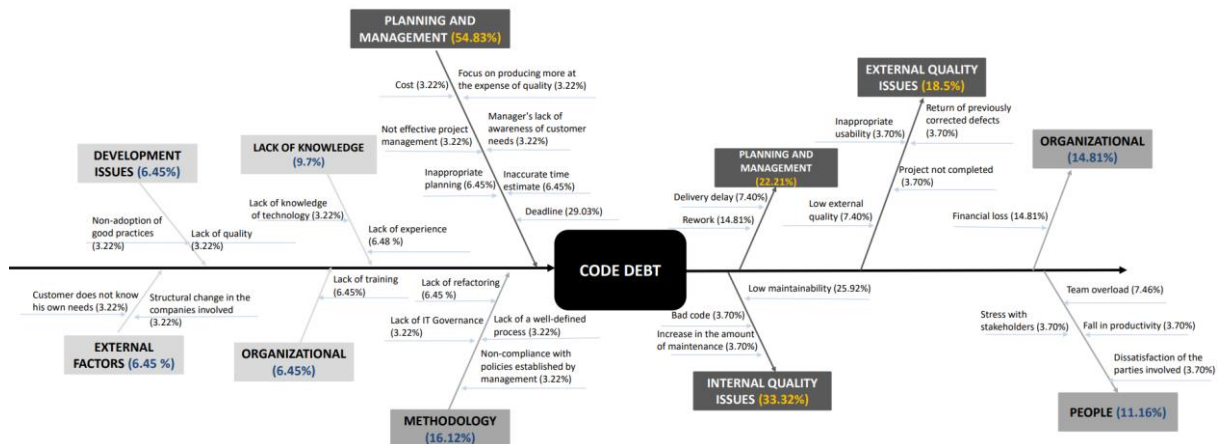 PLANNING AND
MANAGEMENT (54.83%)
Cost (3.22%)
Focus on producing more at
the expense of quality (3.22%)
Not effective project
management (3.22%)
Manager's lack of
awareness of customer
needs (3.22%)
Inappropriate
planning (6.45%)
Inaccurate time
estimate (6.45%)
Deadline (29.03%)
LACK OF KNOWLEDGE
(9.7%)
Lack of knowledge
of technology (3.22%)
Lack of experience
(6.48 %)
DEVELOPMENT
ISSUES (6.45%)
Non-adoption of
good practices
(3.22%)
Lack of quality
(3.22%)
Customer does not know
his own needs (3.22%)
Structural change in the
companies involved
(3.22%)
EXTERNAL
FACTORS (6.45 %)
Lack of training
(6.45%)
ORGANIZATIONAL
(6.45%)
Lack of refactoring
(6.45 %)
Lack of IT Governance
(3.22%)
Lack of a well-defined
process (3.22%)
Non-compliance with
policies established by
management (3.22%)
METHODOLOGY
(16.12%)
CODE DEBT
PLANNING AND
MANAGEMENT
(22.21%)
Delivery delay (7.40%)
Rework (14.81%)
EXTERNAL QUALITY
ISSUES (18.5%)
Inappropriate
usability (3.70%)
Return of previously
corrected defects
(3.70%)
Project not completed
(3.70%)
Low external
quality (7.40%)
ORGANIZATIONAL
(14.81%)
Financial loss (14.81%)
Low maintainability (25.92%)
Bad code (3.70%)
Increase in the amount
of maintenance (3.70%)
INTERNAL QUALITY
ISSUES (33.32%)
Team overload (7.46%)
Stress with
stakeholders (3.70%)
Fall in productivity (3.70%)
Dissatisfaction of the
parties involved (3.70%)
PEOPLE (11.16%)